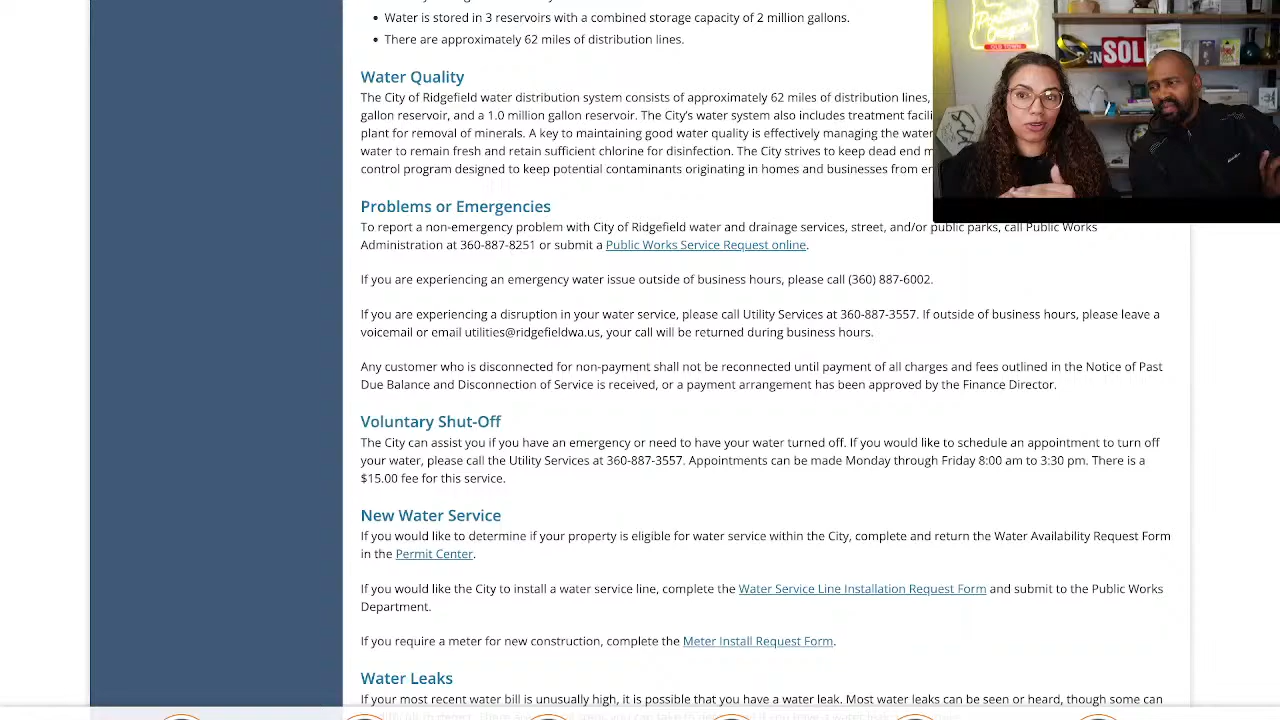 Water is stored in 3 reservoirs with a combined storage capacity of 2 million gallons.
There are approximately 62 miles of distribution lines.
Water Quality
The City of Ridgefield water distribution system consists of approximately 62 miles of distribution lines,
gallon reservoir, and a 1.0 million gallon reservoir. The City's water system also includes treatment
plant for removal of minerals. A key to maintaining good water quality is effectively managing the water
water to remain fresh and retain sufficient chlorine for disinfection. The City strives to keep dead end
control program designed to keep potential contaminants originating in homes and businesses from
Problems or Emergencies
To report a non-emergency problem with City of Ridgefield water and drainage services, street, and/or public parks, call Public Works
Administration at 360-887-8251 or submit a Public Works Service Request online.
If you are experiencing an emergency water issue outside of business hours, please call (360) 887-6002.
If you are experiencing a disruption in your water service, please call Utility Services at 360-887-3557. If outside of business hours, please leave a
voicemail or email utilities@ridgefieldwa.us, your call will be returned during business hours.
Any customer who is disconnected for non-payment shall not be reconnected until payment of all charges and fees outlined in the Notice of Past
Due Balance and Disconnection of Service is received, or a payment arrangement has been approved by the Finance Director.
Voluntary Shut-Off
The City can assist you if you have an emergency or need to have your water turned off. If you would like to schedule an appointment to turn off
your water, please call the Utility Services at 360-887-3557. Appointments can be made Monday through Friday 8:00 am to 3:30 pm. There is a
$15.00 fee for this service.
New Water Service
If you would like to determine if your property is eligible for water service within the City, complete and return the Water Availability Request Form
in the Permit Center.
If you would like the City to install a water service line, complete the Water Service Line Installation Request Form and submit to the Public Works
Department.
If you require a meter for new construction, complete the Meter Install Request Form.
Water Leaks
If your most recent water bill is unusually high, it is possible that you have a water leak. Most water leaks can be seen or heard, though some can
OLD TOWN